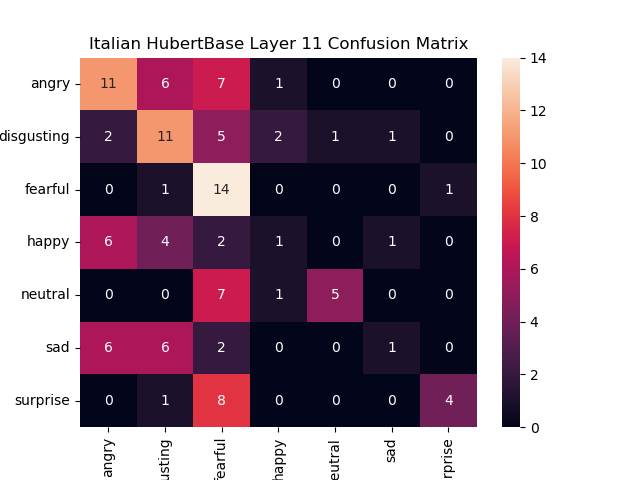 Italian HubertBase Layer 11 Confusion Matrix
angry 11 6 7 1 0 0 0
disgusting 2 11 5 2 1 1 0
fearful 0 1 14 0 0 0 1
happy 6 4 2 1 0 1 0
neutral 0 0 7 1 5 0 0
sad 6 6 2 0 0 1 0
surprise 0 1 8 0 0 0 4
angry usting fearful happy eutral sad rprise
14
12
10
8
6
4
2
0